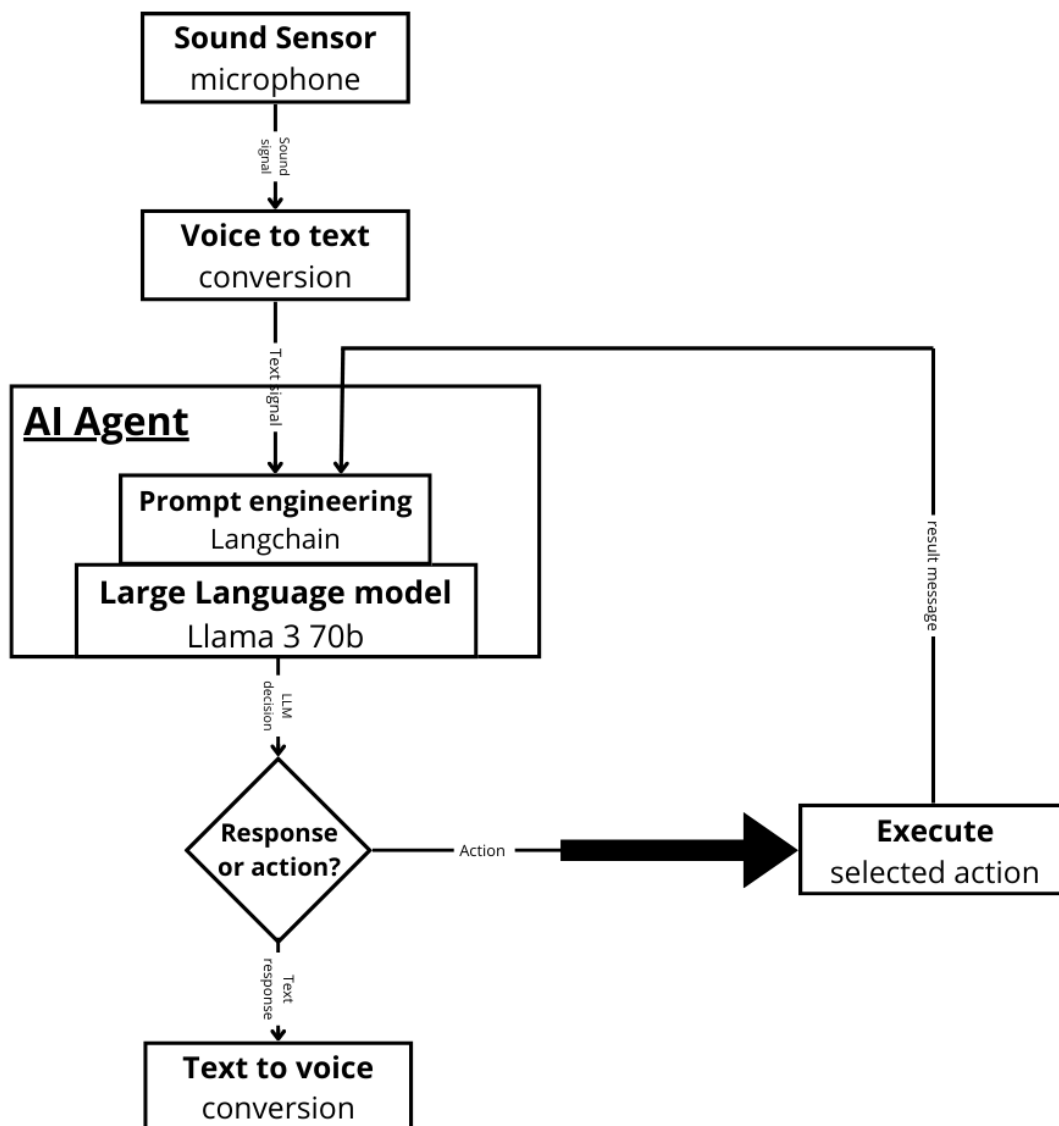 Sound Sensor
microphone
Sound
signal
Voice to text
conversion
Text signal
AI Agent
Prompt engineering
Langchain
Large Language model
Llama 3 70b
LLM
decision
Response
or action?
Action
Execute
selected action
result message
Text
response
Text to voice
conversion